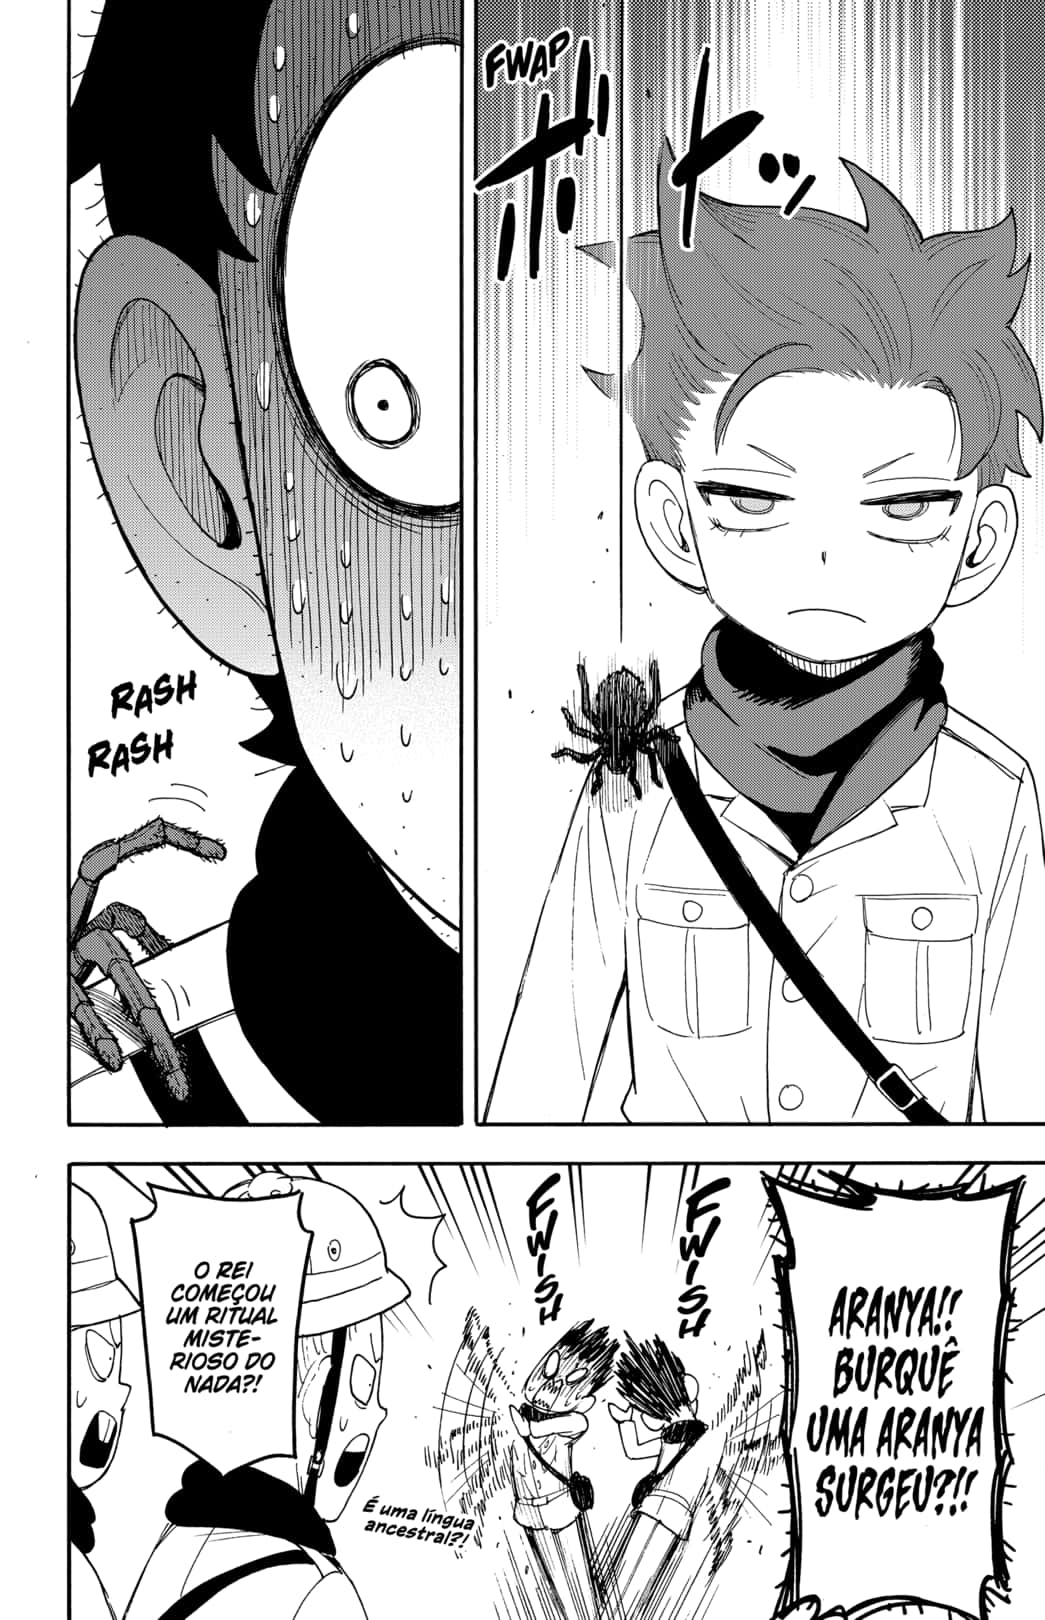 FWAP
ボトッ
RASH
RASH
ARANYA!!
BURQUÊ
UMA ARANYA
SURGEU?!!
FWISH
FWISH
O REI
COMEÇOU
UM RITUAL
MISTE-
RIOSO DO
NADA?!
É uma língua
ancestral?!